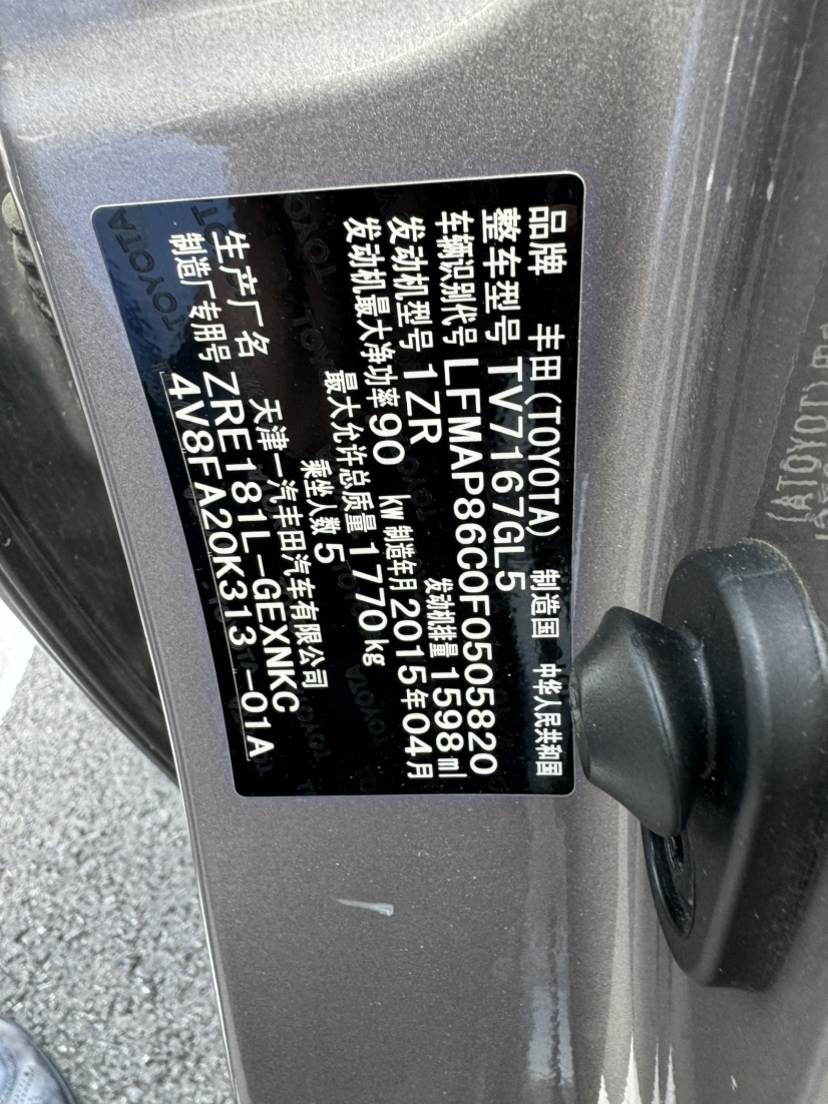 品牌 丰田(TOYOTA) 制造国 中华人民共和国
整车型号 TV7167GL5
车辆识别代号 LFMAP86C0F0505820
发动机型号 1ZR 发动机排量 1598 ml
发动机最大净功率 90 kW 制造年月 2015年04月
最大允许总质量 1770 kg
乘坐人数 5
生产厂名 天津一汽丰田汽车有限公司
制造厂专用号 ZRE181L-GEXNKC
4V8FA20K313-01A